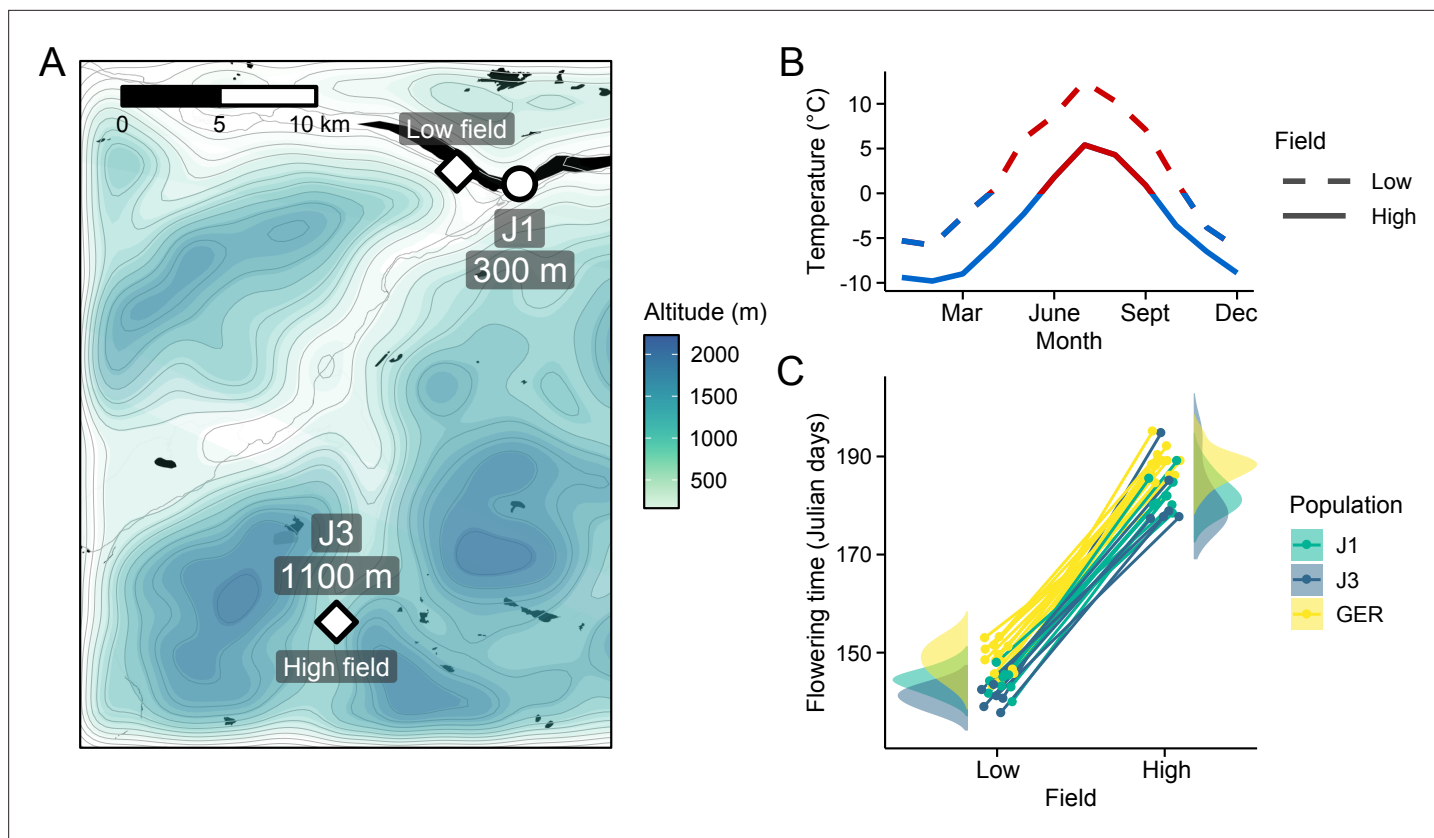 A
0 5 10 km
Low field
J1
300 m
J3
1100 m
High field
Altitude (m)
2000
1500
1000
500
B
Temperature (°C)
10
5
0
-5
-10
Mar June Sept Dec
Month
Field
Low
High
C
Flowering time (Julian days)
190
170
150
Low High
Field
Population
J1
J3
GER